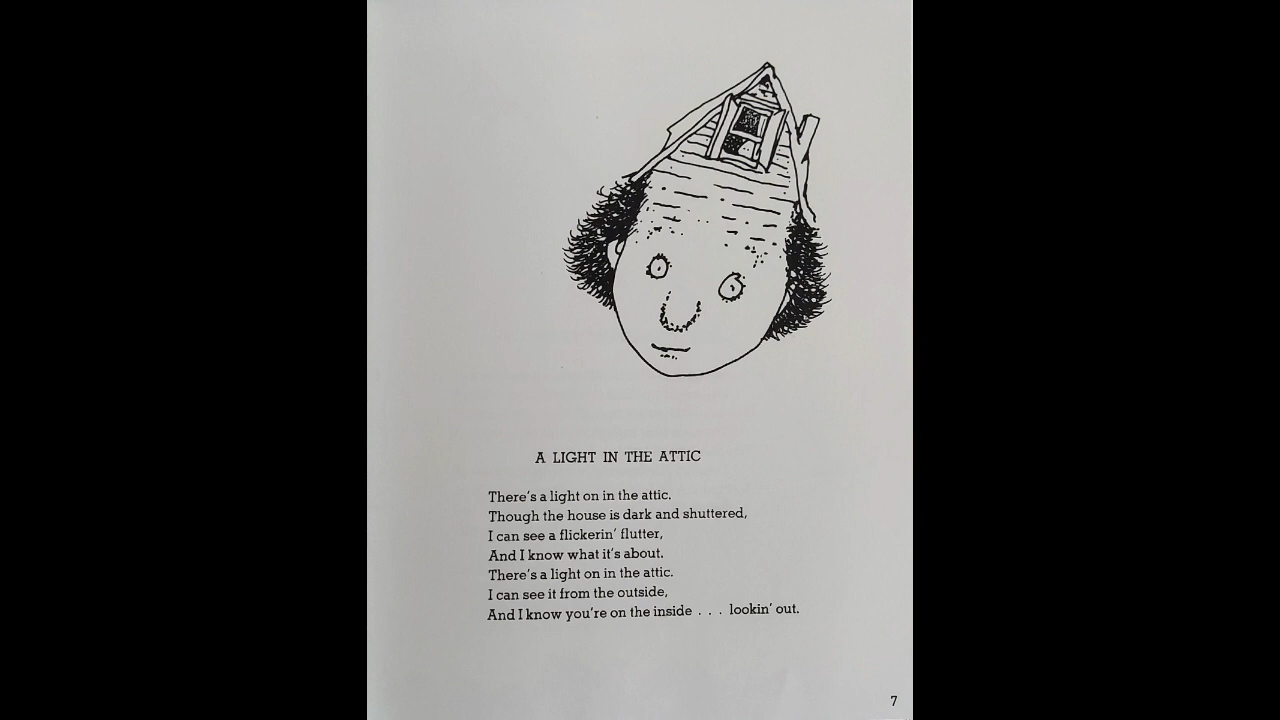 A LIGHT IN THE ATTIC
There's a light on in the attic.
Though the house is dark and shuttered,
I can see a flickerin' flutter,
And I know what it's about.
There's a light on in the attic.
I can see it from the outside,
And I know you're on the inside . . . lookin' out.
7